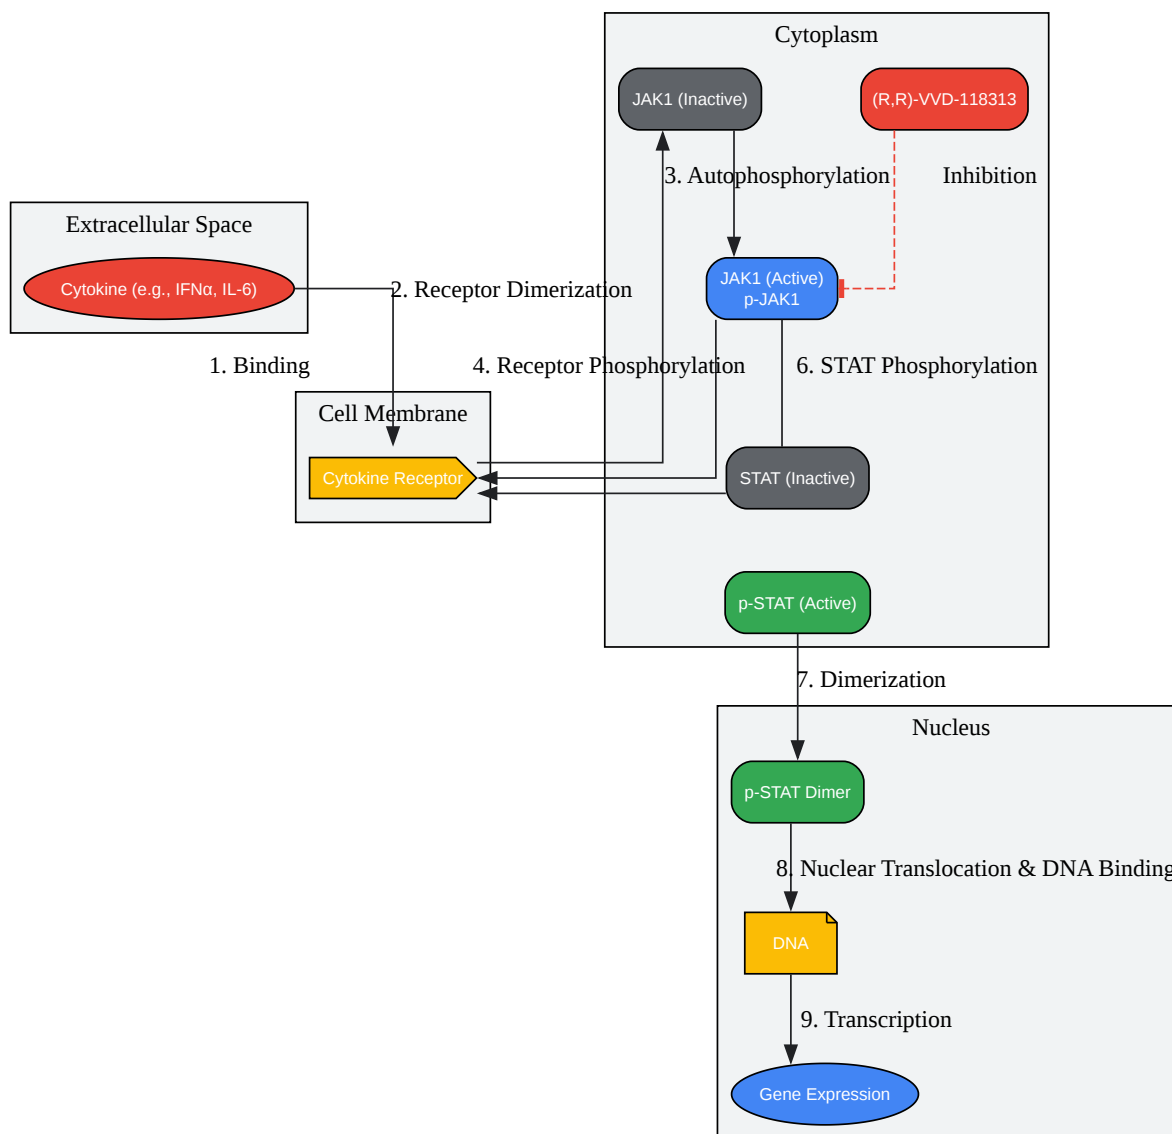 Cytoplasm
JAK1 (Inactive)
(R,R)-VVD-118313
3. Autophosphorylation
Inhibition
Extracellular Space
Cytokine (e.g., IFNα, IL-6)
2. Receptor Dimerization
JAK1 (Active)
p-JAK1
1. Binding
4. Receptor Phosphorylation
6. STAT Phosphorylation
Cell Membrane
Cytokine Receptor
STAT (Inactive)
p-STAT (Active)
7. Dimerization
Nucleus
p-STAT Dimer
8. Nuclear Translocation & DNA Binding
DNA
9. Transcription
Gene Expression